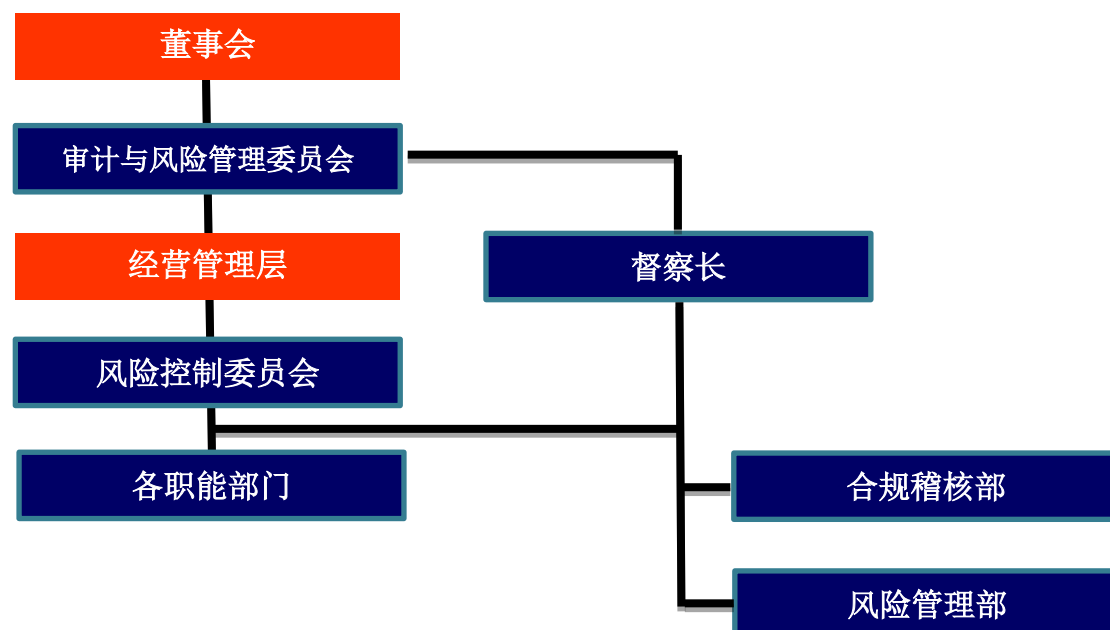 董事会
审计与风险管理委员会
经营管理层
督察长
风险控制委员会
各职能部门
合规稽核部
风险管理部